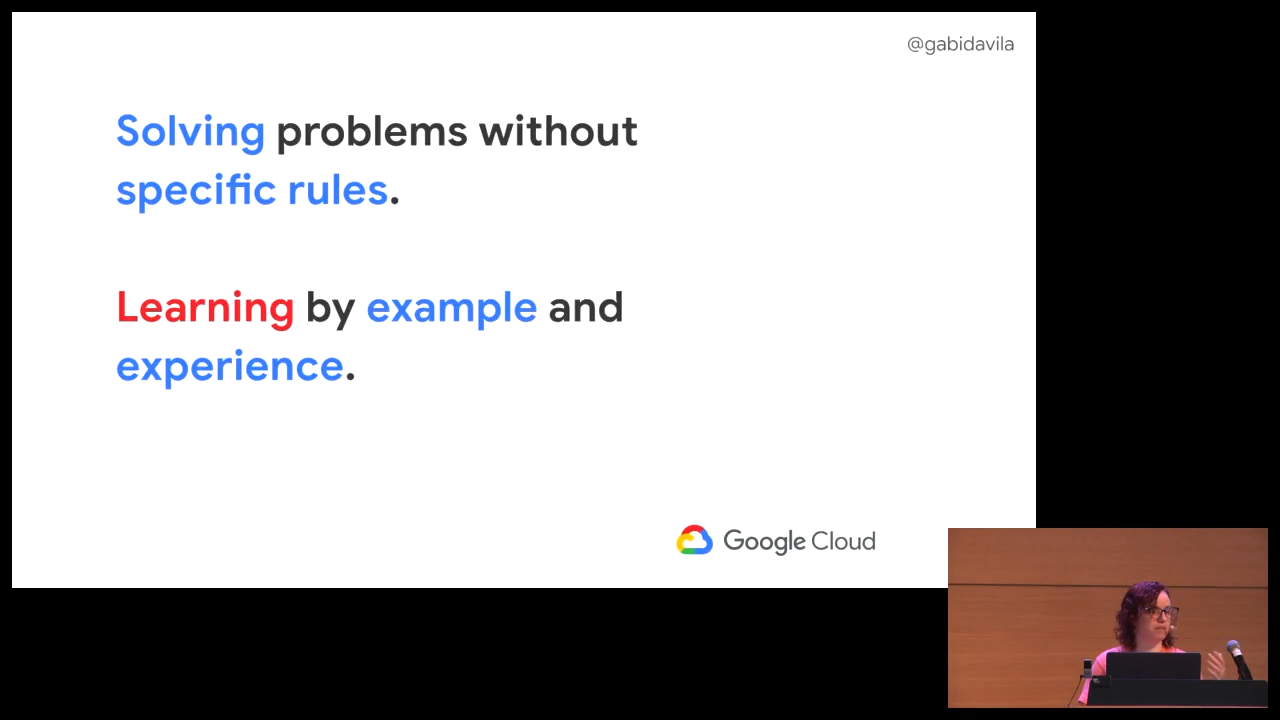 @gabidavila
Solving problems without
specific rules.
Learning by example and
experience.
Google Cloud